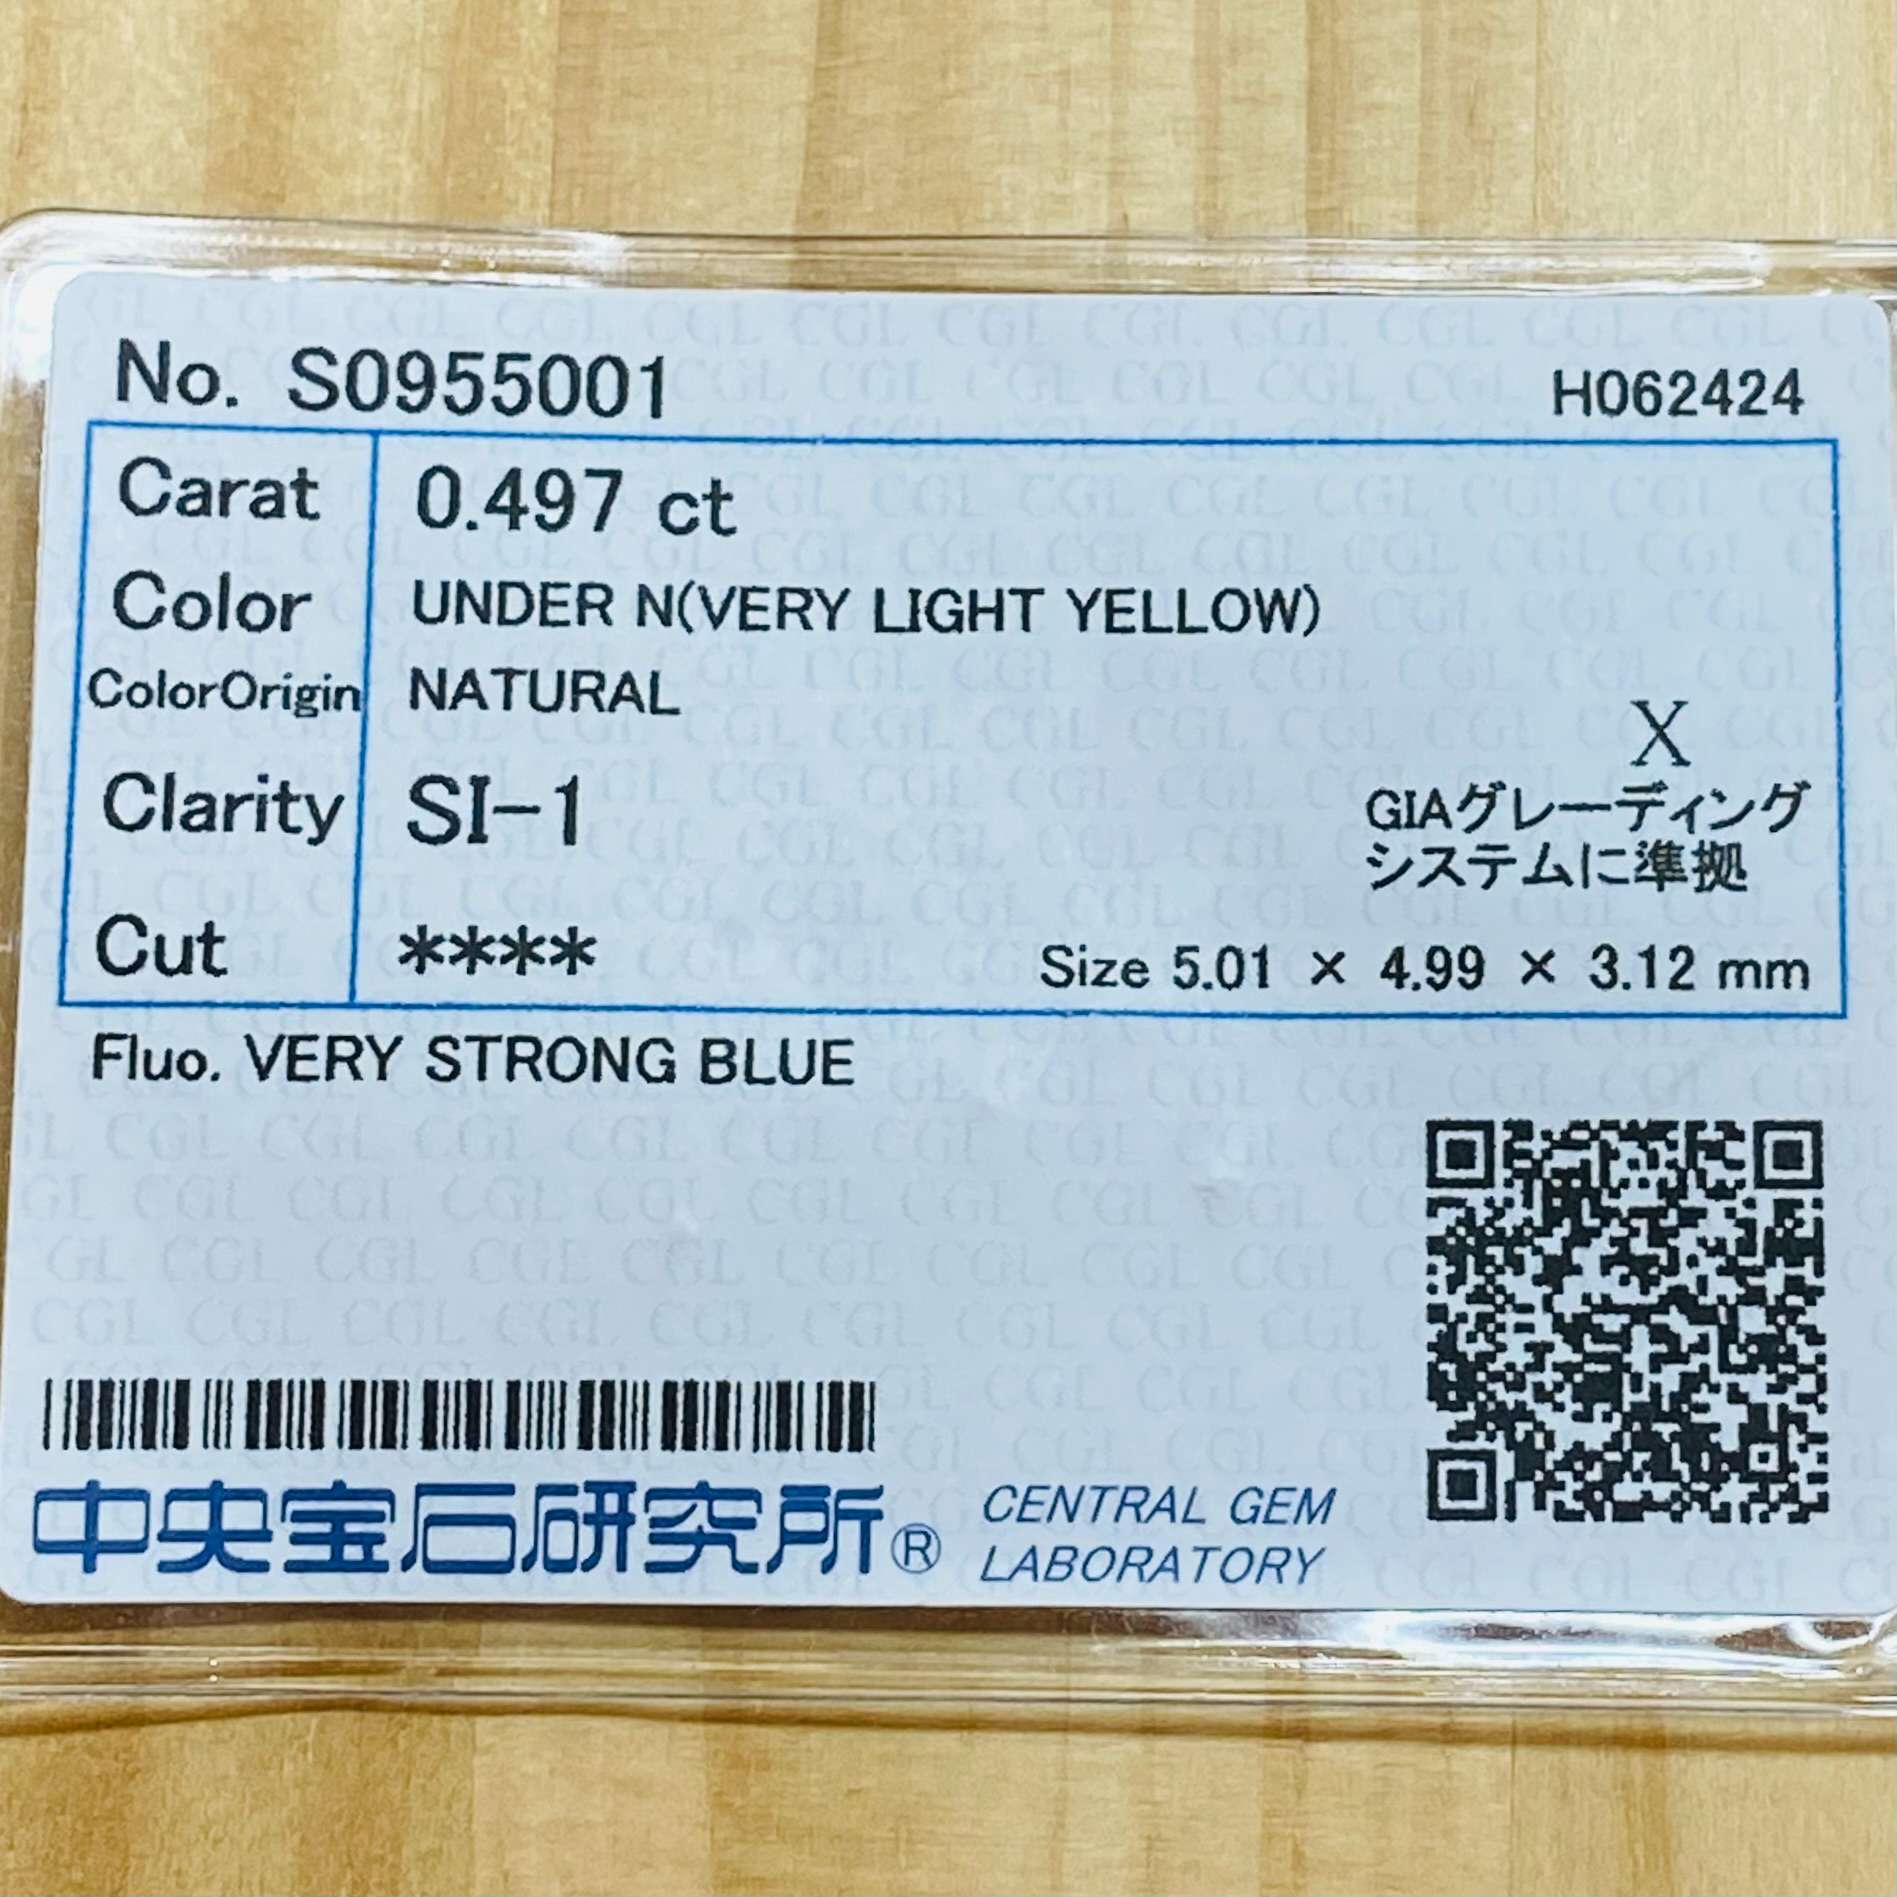 No. S0955001 H062424
Carat 0.497 ct
Color UNDER N(VERY LIGHT YELLOW)
ColorOrigin NATURAL
X
Clarity SI-1
GIAグレーディング
システムに準拠
Cut ****
Size 5.01 × 4.99 × 3.12 mm
Fluo. VERY STRONG BLUE
中央宝石研究所® CENTRAL GEM
LABORATORY